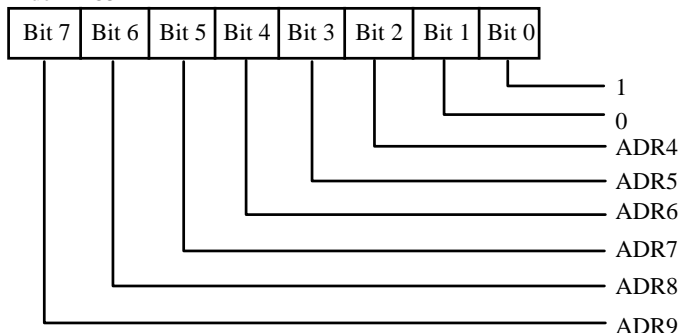 Bit 7 Bit 6 Bit 5 Bit 4 Bit 3 Bit 2 Bit 1 Bit 0
1
0
ADR4
ADR5
ADR6
ADR7
ADR8
ADR9